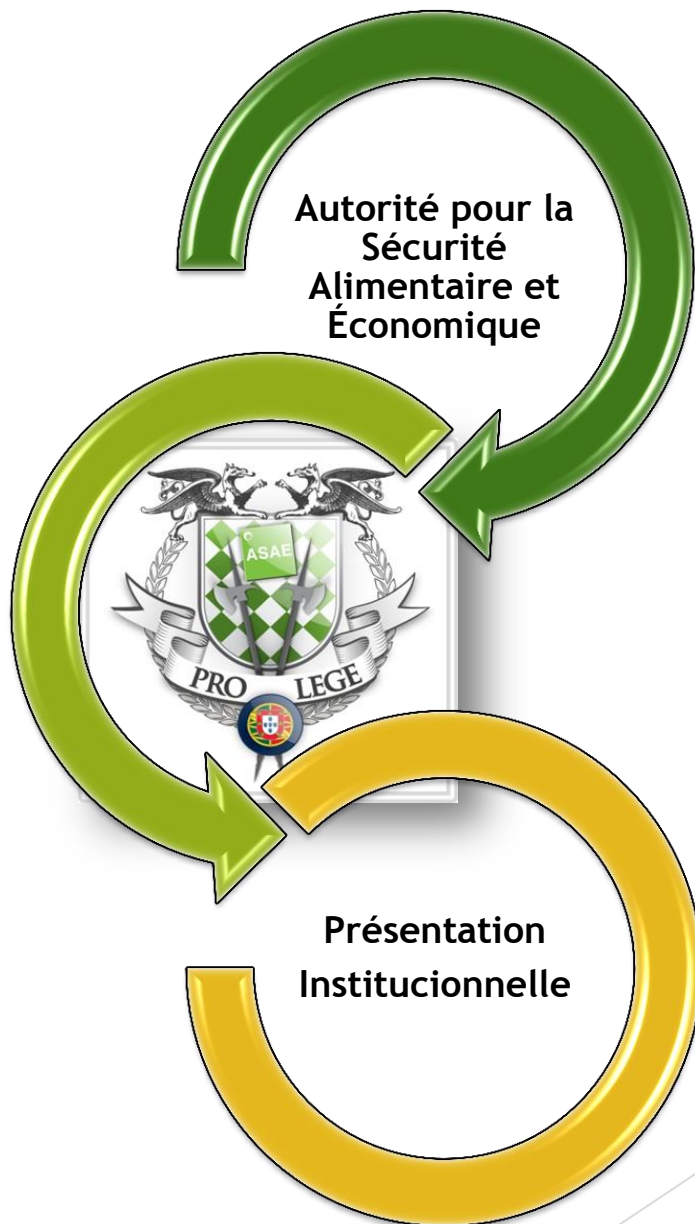 Autorité pour la
Sécurité
Alimentaire et
Économique
ASAE
PRO LEGE
Présentation
Institucionnelle